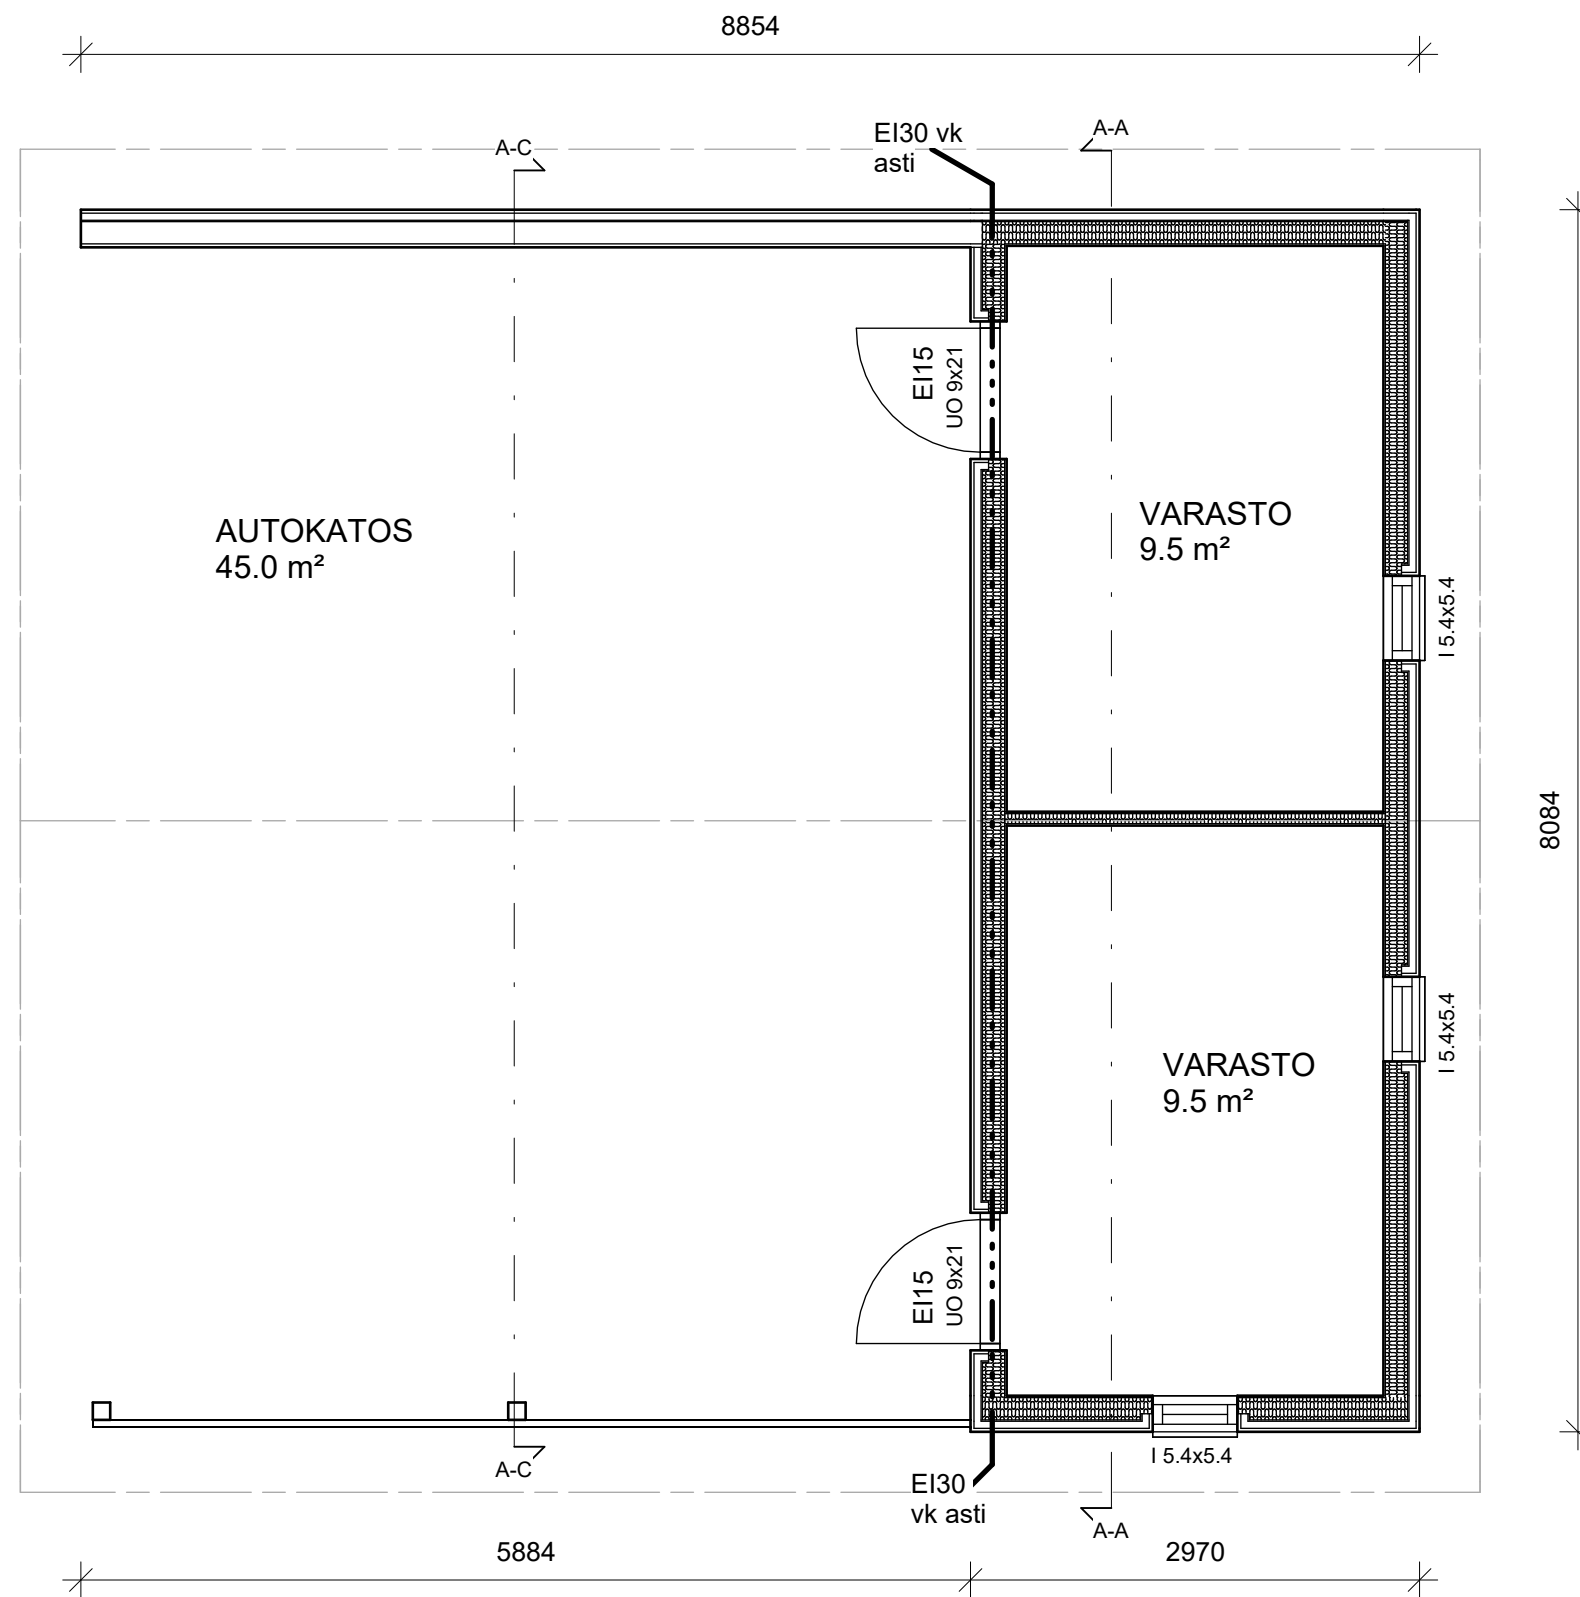 8854
A-C
EI30 vk
asti
A-A
EI15
UO 9x21
AUTOKATOS
45.0 m²
VARASTO
9.5 m²
I 5.4x5.4
8084
I 5.4x5.4
VARASTO
9.5 m²
EI15
UO 9x21
A-C
EI30
vk asti
I 5.4x5.4
A-A
5884
2970